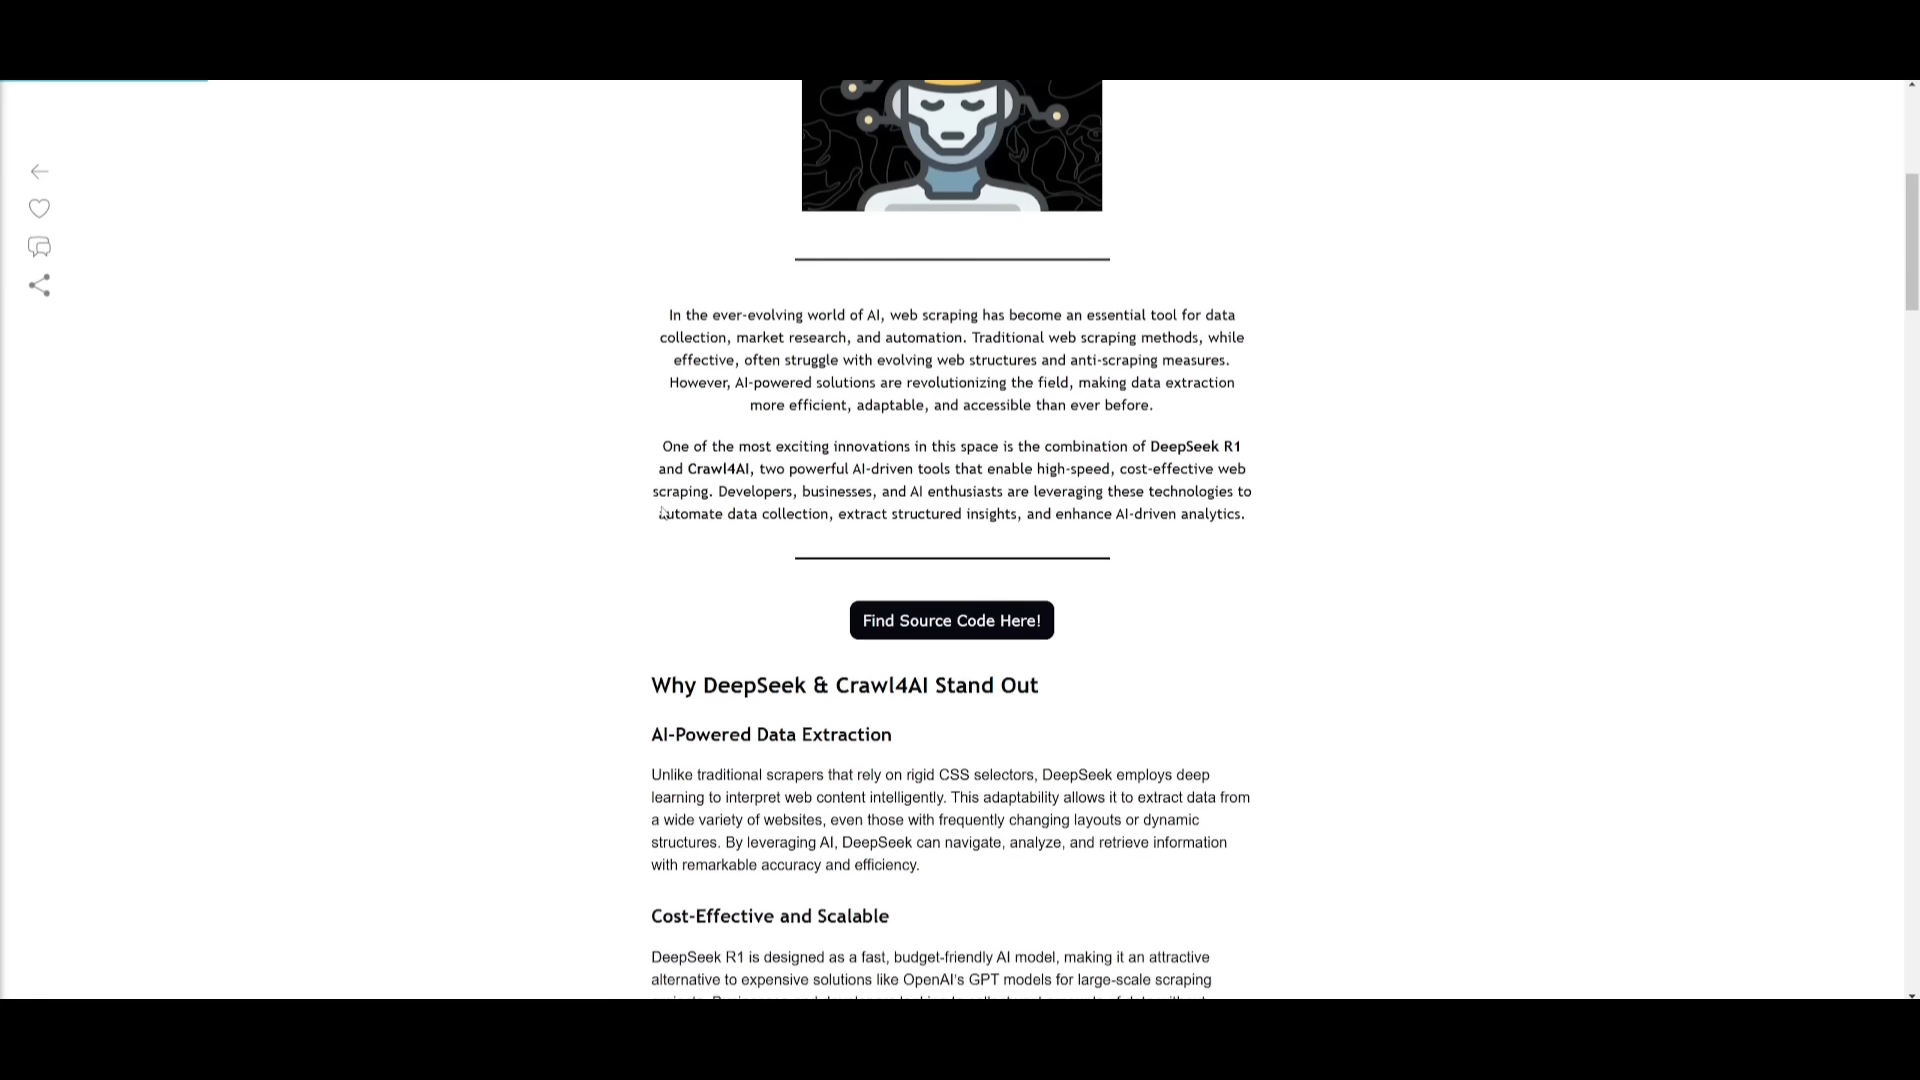 In the ever-evolving world of AI, web scraping has become an essential tool for data
collection, market research, and automation. Traditional web scraping methods, while
effective, often struggle with evolving web structures and anti-scraping measures.
However, AI-powered solutions are revolutionizing the field, making data extraction
more efficient, adaptable, and accessible than ever before.
One of the most exciting innovations in this space is the combination of DeepSeek R1
and Crawl4AI, two powerful AI-driven tools that enable high-speed, cost-effective web
scraping. Developers, businesses, and AI enthusiasts are leveraging these technologies to
automate data collection, extract structured insights, and enhance AI-driven analytics.
Find Source Code Here!
Why DeepSeek & Crawl4AI Stand Out
AI-Powered Data Extraction
Unlike traditional scrapers that rely on rigid CSS selectors, DeepSeek employs deep
learning to interpret web content intelligently. This adaptability allows it to extract data from
a wide variety of websites, even those with frequently changing layouts or dynamic
structures. By leveraging AI, DeepSeek can navigate, analyze, and retrieve information
with remarkable accuracy and efficiency.
Cost-Effective and Scalable
DeepSeek R1 is designed as a fast, budget-friendly AI model, making it an attractive
alternative to expensive solutions like OpenAI's GPT models for large-scale scraping